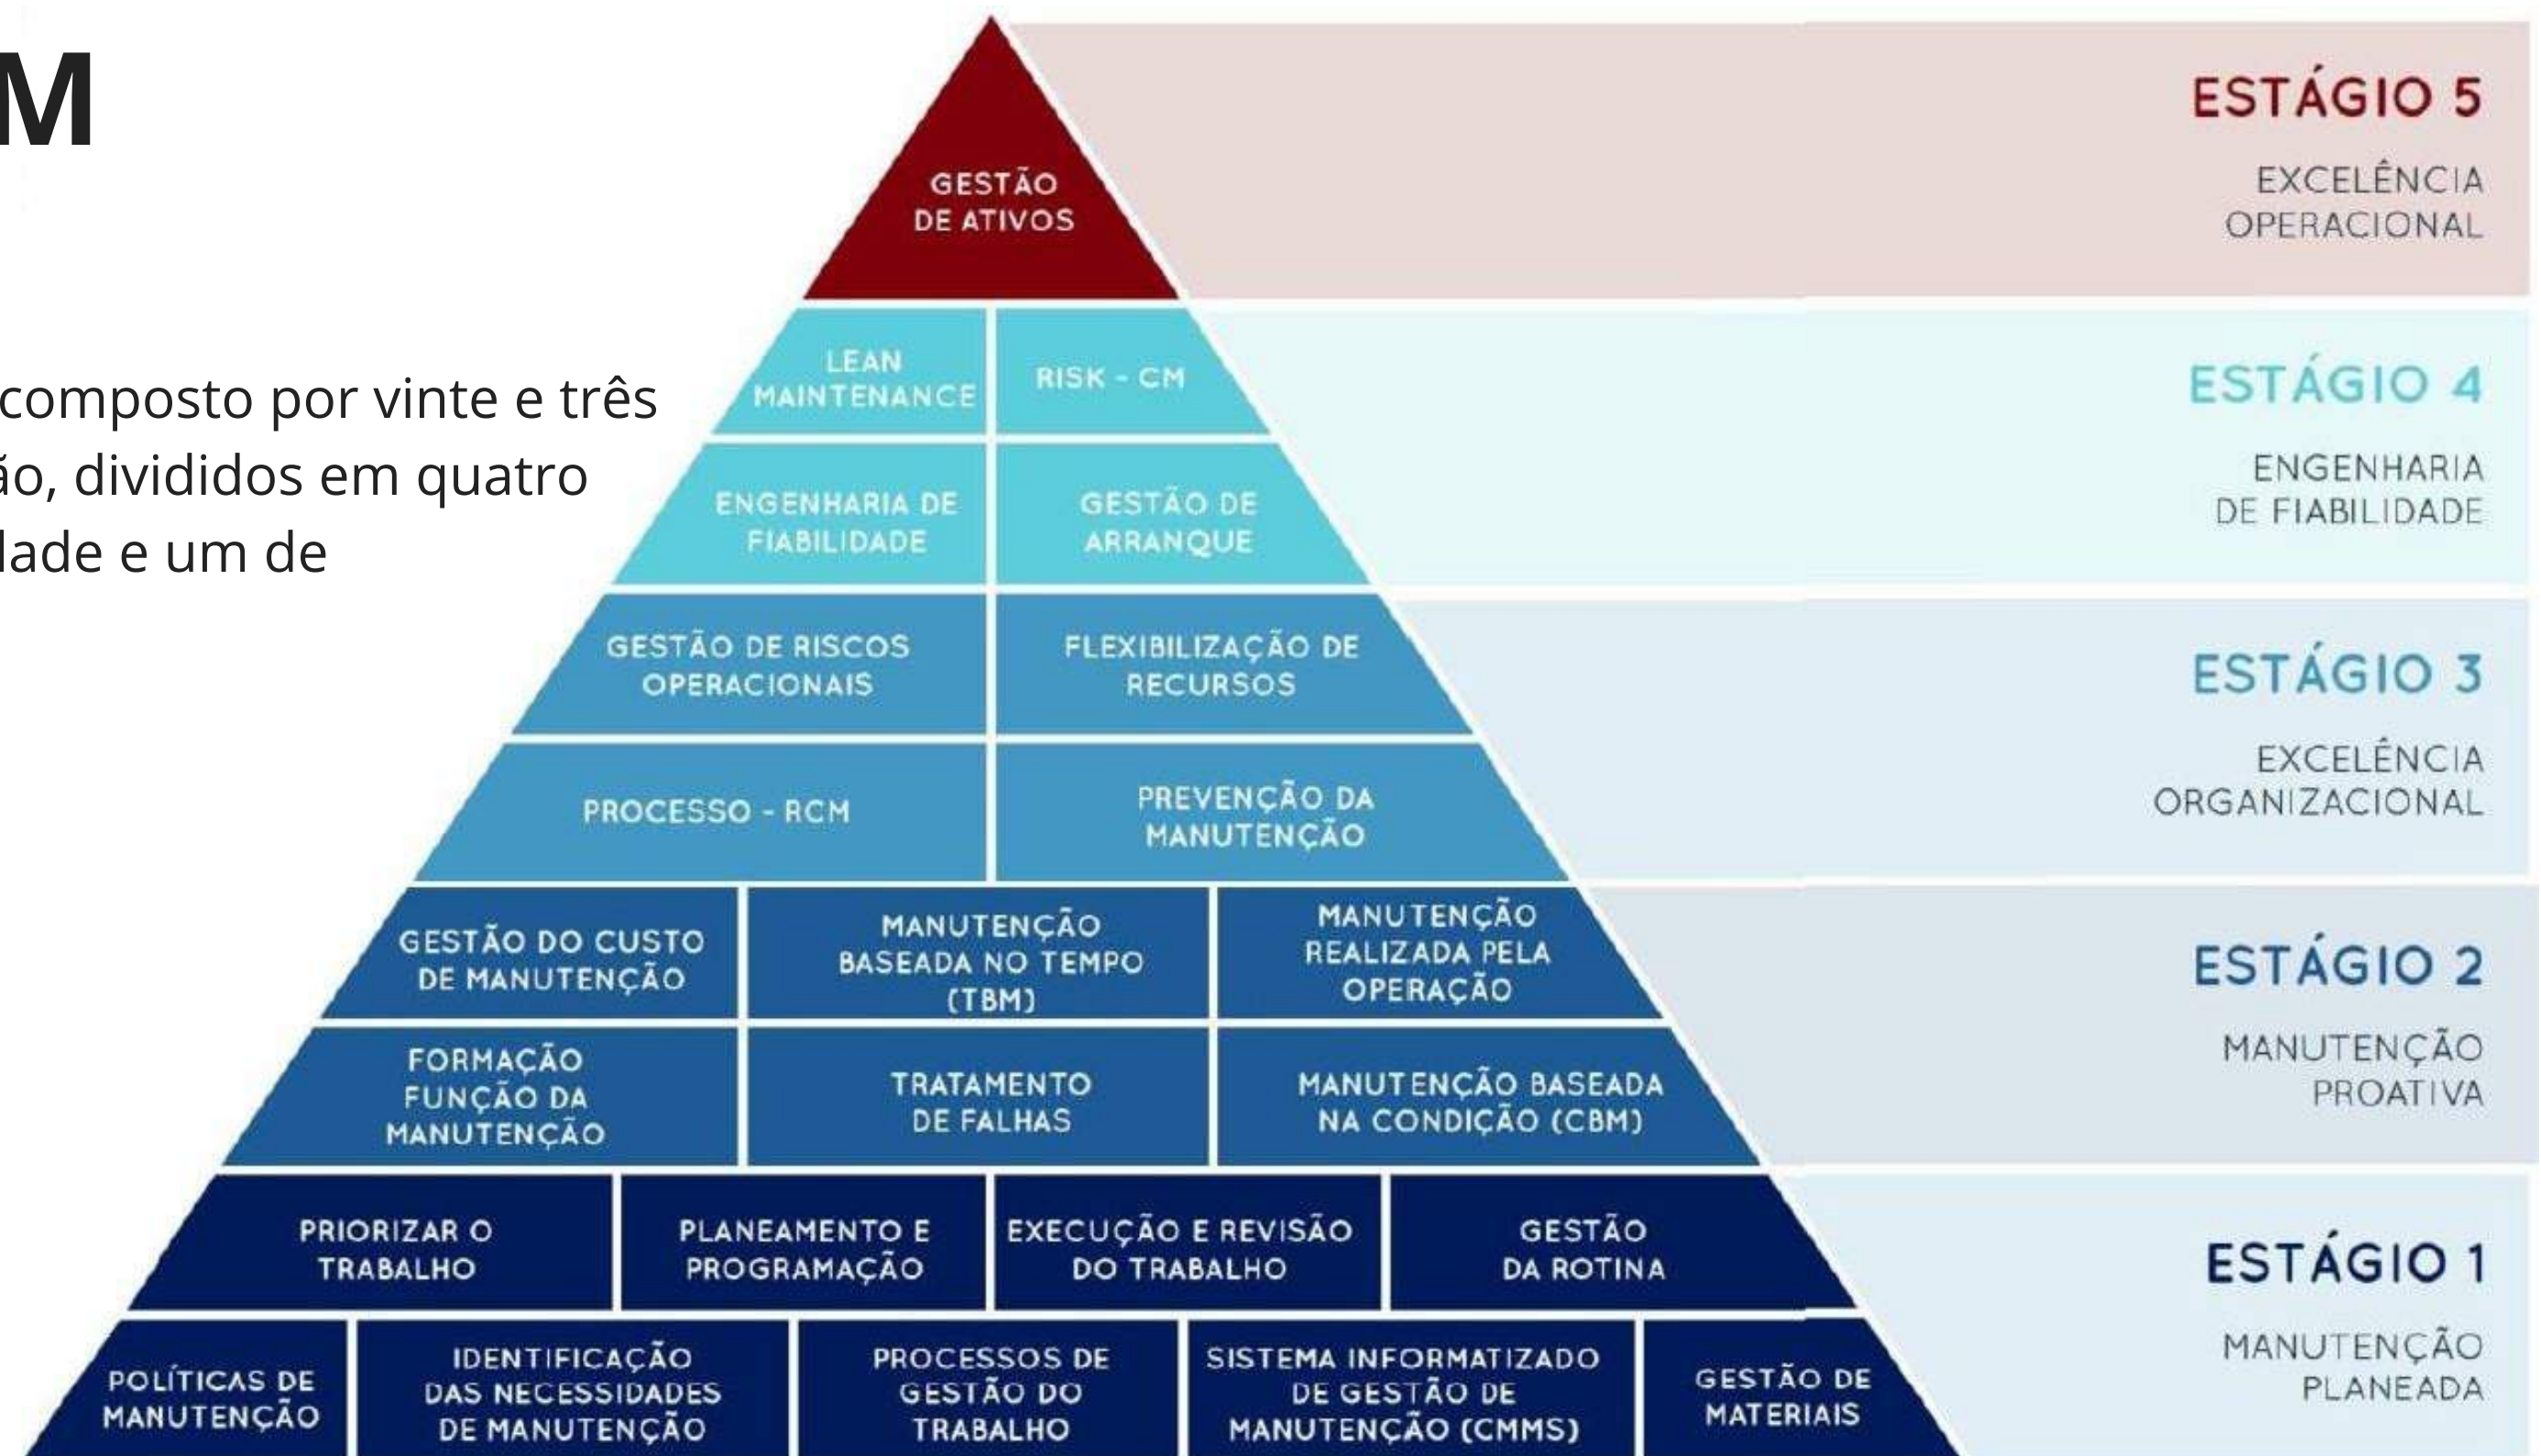 M
composto por vinte e três
ão, divididos em quatro
dade e um de
GESTÃO
DE ATIVOS
ESTÁGIO 5
EXCELÊNCIA
OPERACIONAL
LEAN
MAINTENANCE
RISK - CM
ENGENHARIA DE
FIABILIDADE
GESTÃO DE
ARRANQUE
ESTÁGIO 4
ENGENHARIA
DE FIABILIDADE
GESTÃO DE RISCOS
OPERACIONAIS
FLEXIBILIZAÇÃO DE
RECURSOS
PROCESSO - RCM
PREVENÇÃO DA
MANUTENÇÃO
ESTÁGIO 3
EXCELÊNCIA
ORGANIZACIONAL
GESTÃO DO CUSTO
DE MANUTENÇÃO
MANUTENÇÃO
BASEADA NO TEMPO
(TBM)
MANUTENÇÃO
REALIZADA PELA
OPERAÇÃO
FORMAÇÃO
FUNÇÃO DA
MANUTENÇÃO
TRATAMENTO
DE FALHAS
MANUTENÇÃO BASEADA
NA CONDIÇÃO (CBM)
ESTÁGIO 2
MANUTENÇÃO
PROATIVA
PRIORIZAR O
TRABALHO
PLANEAMENTO E
PROGRAMAÇÃO
EXECUÇÃO E REVISÃO
DO TRABALHO
GESTÃO
DA ROTINA
POLÍTICAS DE
MANUTENÇÃO
IDENTIFICAÇÃO
DAS NECESSIDADES
DE MANUTENÇÃO
PROCESSOS DE
GESTÃO DO
TRABALHO
SISTEMA INFORMATIZADO
DE GESTÃO DE
MANUTENÇÃO (CMMS)
GESTÃO DE
MATERIAIS
ESTÁGIO 1
MANUTENÇÃO
PLANEADA